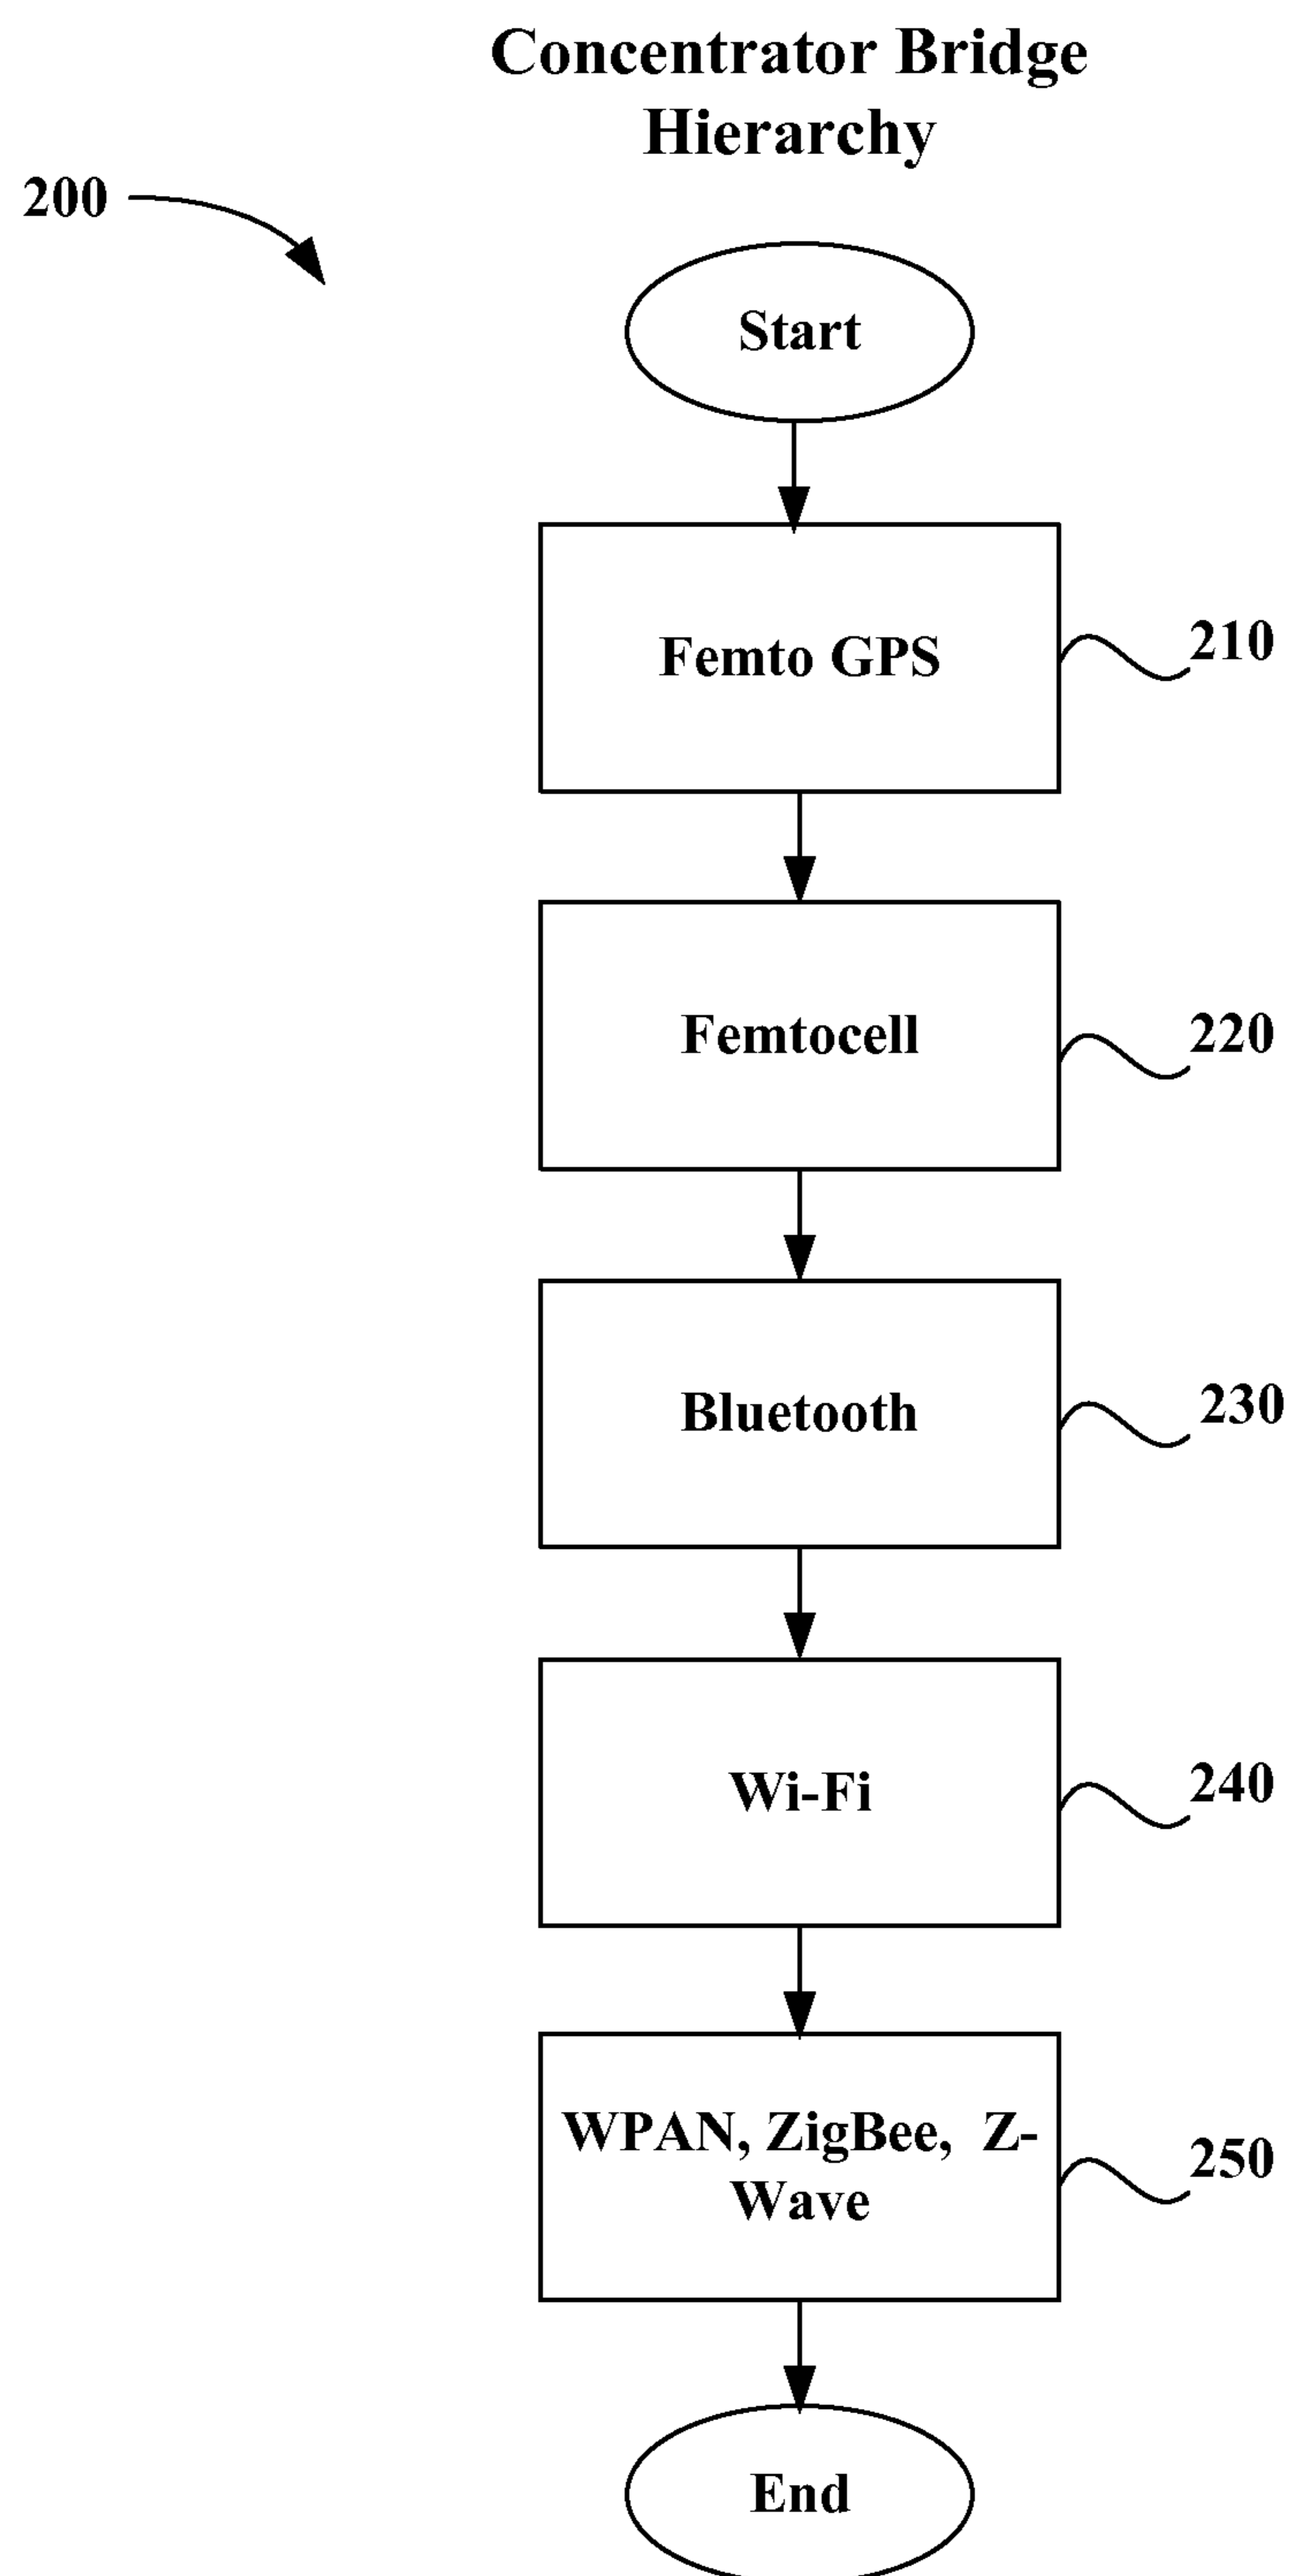 Concentrator Bridge
Hierarchy
200
Start
Femto GPS
210
Femtocell
220
Bluetooth
230
Wi-Fi
240
WPAN, ZigBee, Z-
Wave
250
End